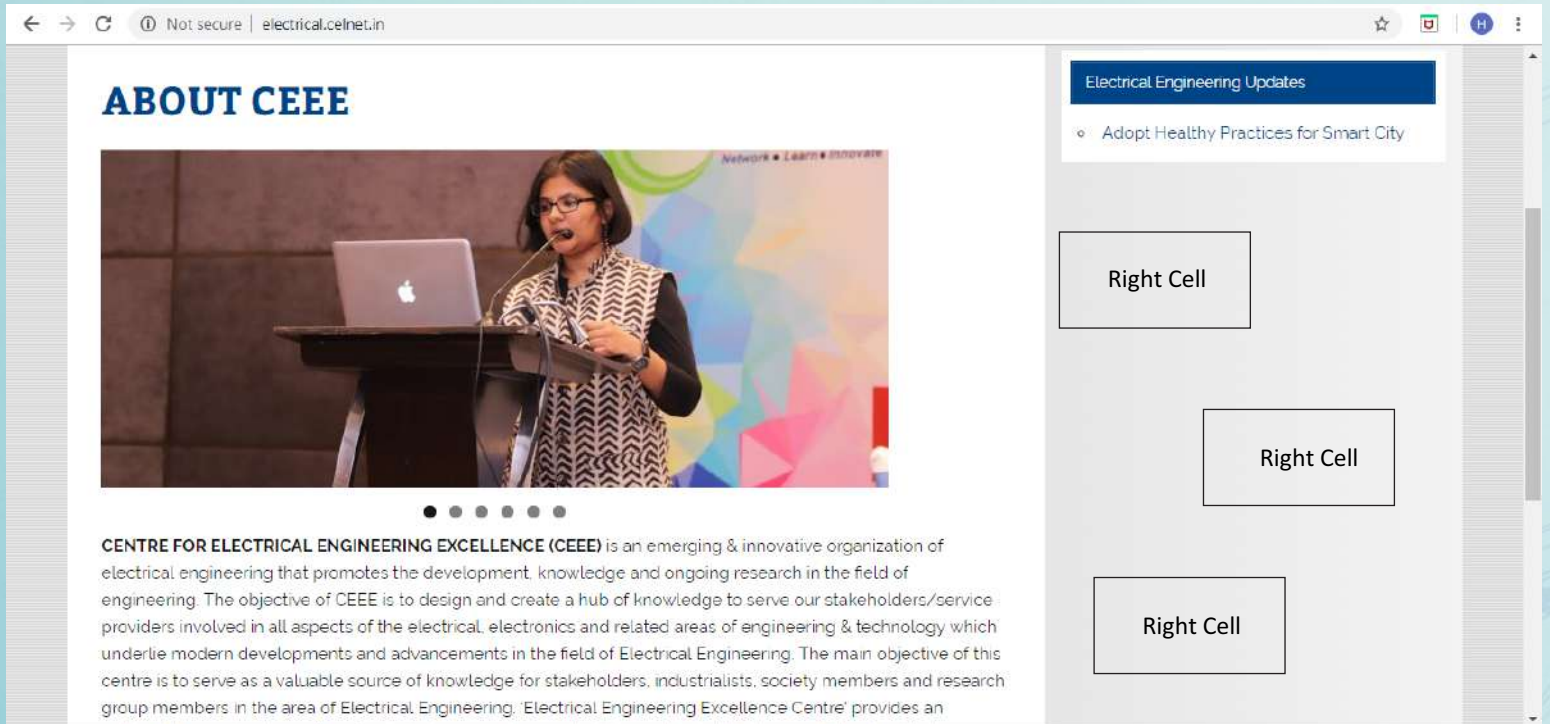 Not secure | electrical.celnet.in
H
ABOUT CEEE
Network • Learn • Innovate
CENTRE FOR ELECTRICAL ENGINEERING EXCELLENCE (CEEE) is an emerging & innovative organization of
electrical engineering that promotes the development, knowledge and ongoing research in the field of
engineering. The objective of CEEE is to design and create a hub of knowledge to serve our stakeholders/service
providers involved in all aspects of the electrical, electronics and related areas of engineering & technology which
underlie modern developments and advancements in the field of Electrical Engineering. The main objective of this
centre is to serve as a valuable source of knowledge for stakeholders, industrialists, society members and research
group members in the area of Electrical Engineering. 'Electrical Engineering Excellence Centre' provides an
Electrical Engineering Updates
Adopt Healthy Practices for Smart City
Right Cell
Right Cell
Right Cell